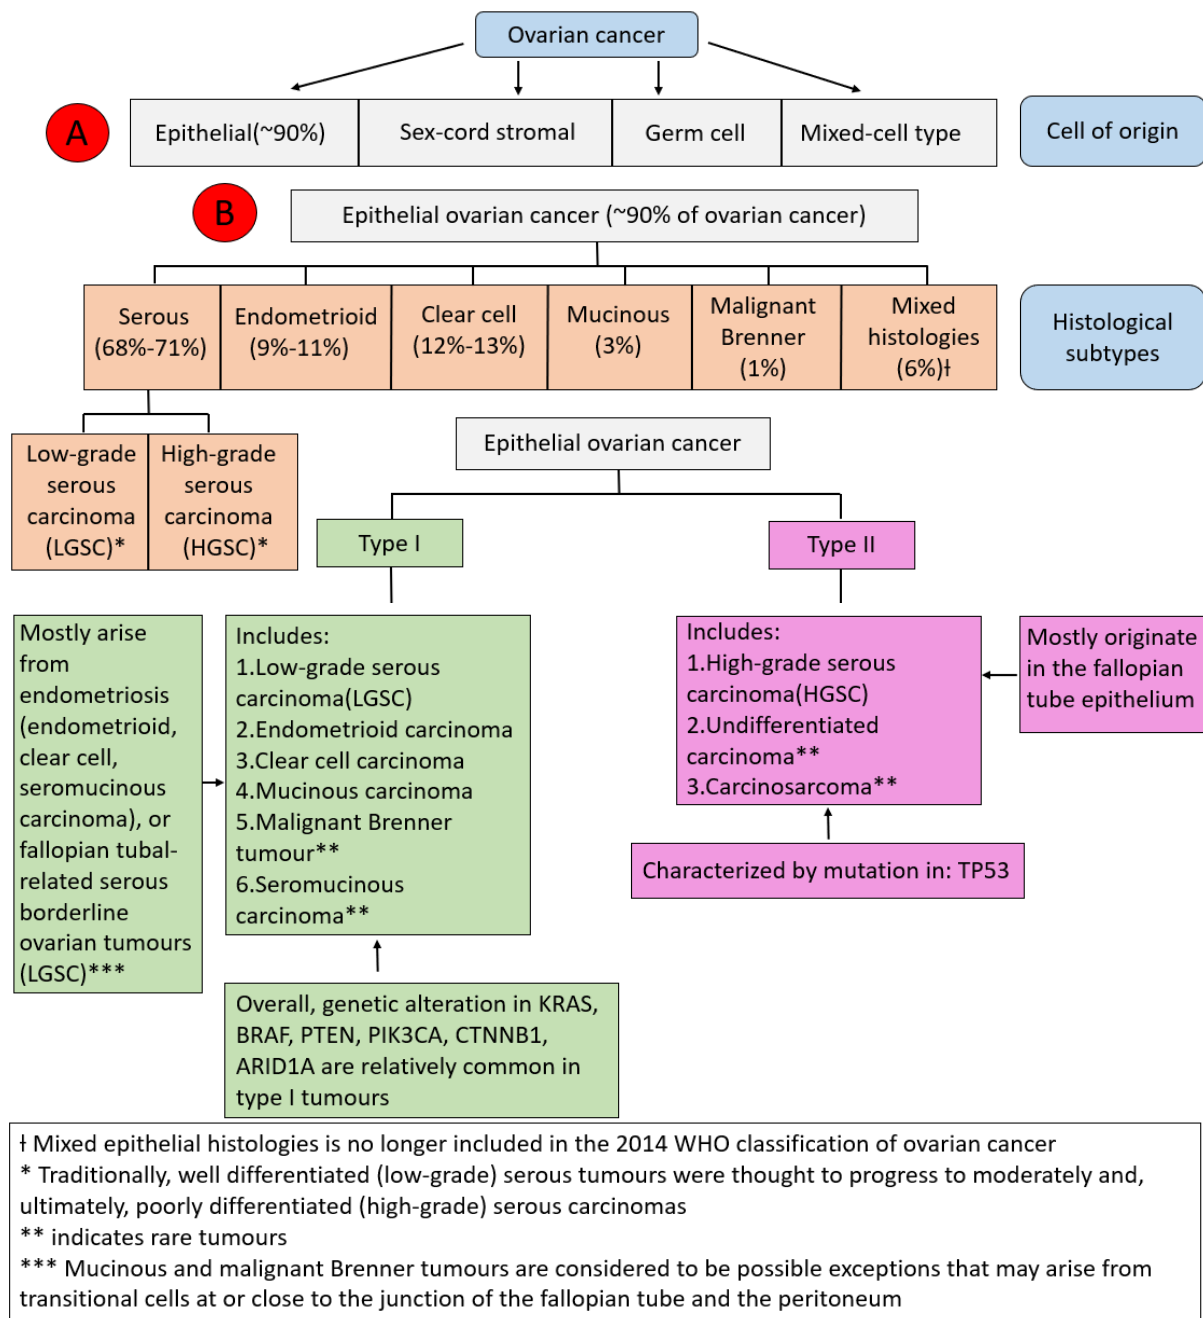 Ovarian cancer
A
Epithelial(~90%)
Sex-cord stromal
Germ cell
Mixed-cell type
Cell of origin
B
Epithelial ovarian cancer (~90% of ovarian cancer)
Serous
(68%-71%)
Endometrioid
(9%-11%)
Clear cell
(12%-13%)
Mucinous
(3%)
Malignant
Brenner
(1%)
Mixed
histologies
(6%)ƚ
Histological
subtypes
Low-grade
serous
carcinoma
(LGSC)*
High-grade
serous
carcinoma
(HGSC)*
Epithelial ovarian cancer
Type I
Type II
Mostly arise
from
endometriosis
(endometrioid,
clear cell,
seromucinous
carcinoma), or
fallopian tubal-
related serous
borderline
ovarian tumours
(LGSC)***
Includes:
1.Low-grade serous
carcinoma(LGSC)
2.Endometrioid carcinoma
3.Clear cell carcinoma
4.Mucinous carcinoma
5.Malignant Brenner
tumour**
6.Seromucinous
carcinoma**
Includes:
1.High-grade serous
carcinoma(HGSC)
2.Undifferentiated
carcinoma**
3.Carcinosarcoma**
Mostly originate
in the fallopian
tube epithelium
Characterized by mutation in: TP53
Overall, genetic alteration in KRAS,
BRAF, PTEN, PIK3CA, CTNNB1,
ARID1A are relatively common in
type I tumours
ƚ Mixed epithelial histologies is no longer included in the 2014 WHO classification of ovarian cancer
* Traditionally, well differentiated (low-grade) serous tumours were thought to progress to moderately and,
ultimately, poorly differentiated (high-grade) serous carcinomas
** indicates rare tumours
*** Mucinous and malignant Brenner tumours are considered to be possible exceptions that may arise from
transitional cells at or close to the junction of the fallopian tube and the peritoneum